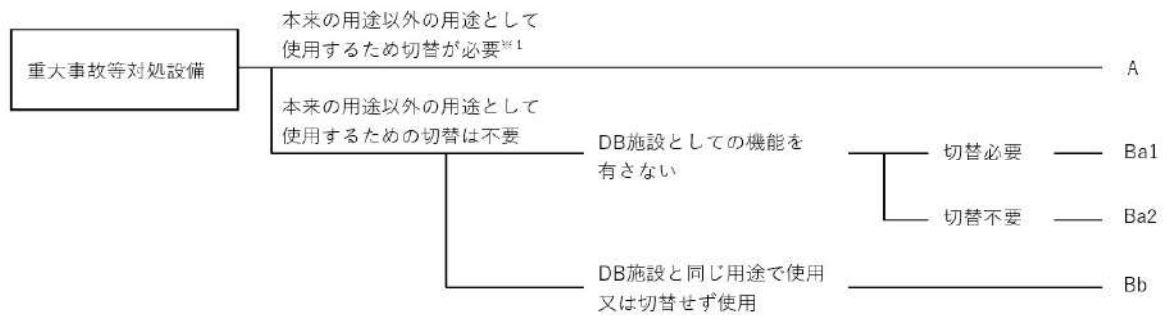 本来の用途以外の用途として
使用するため切替が必要※1
重大事故等対処設備
A
本来の用途以外の用途として
使用するための切替は不要
DB施設としての機能を
有さない
切替必要
Ba1
切替不要
Ba2
DB施設と同じ用途で使用
又は切替せず使用
Bb